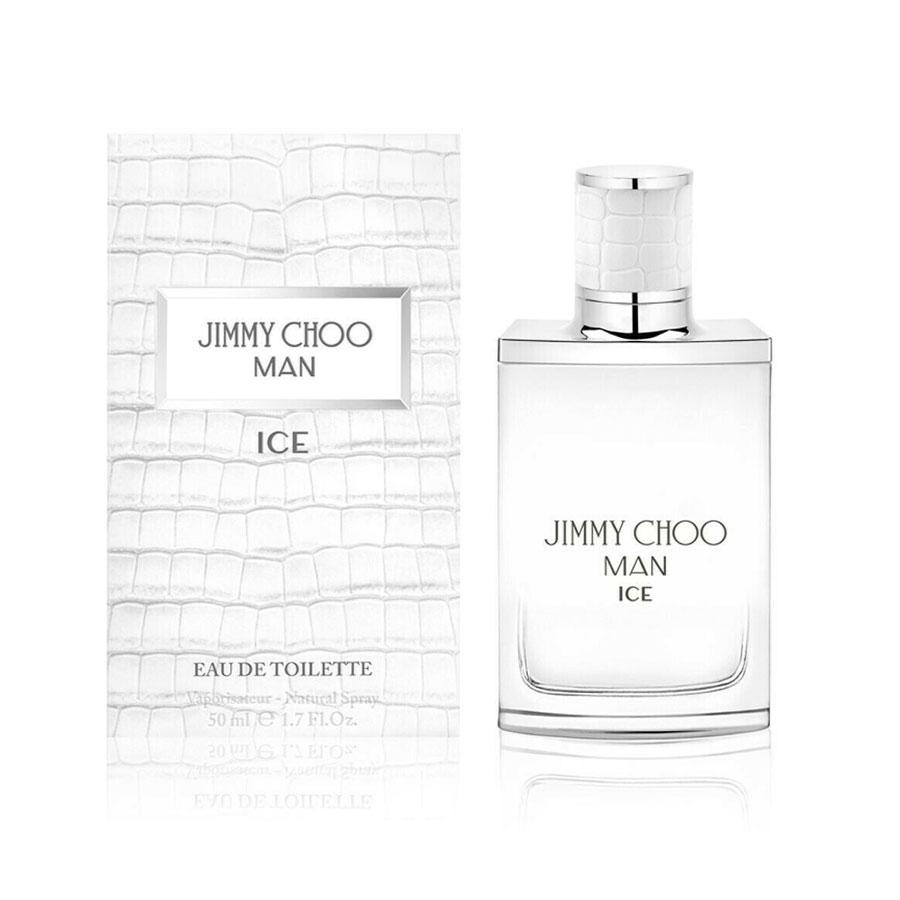 JIMMY CHOO
MAN
ICE
EAU DE TOILETTE
Vaporisateur - Natural Spray
50 ml ℮ 1.7 Fl.Oz.
JIMMY CHOO
MAN
ICE